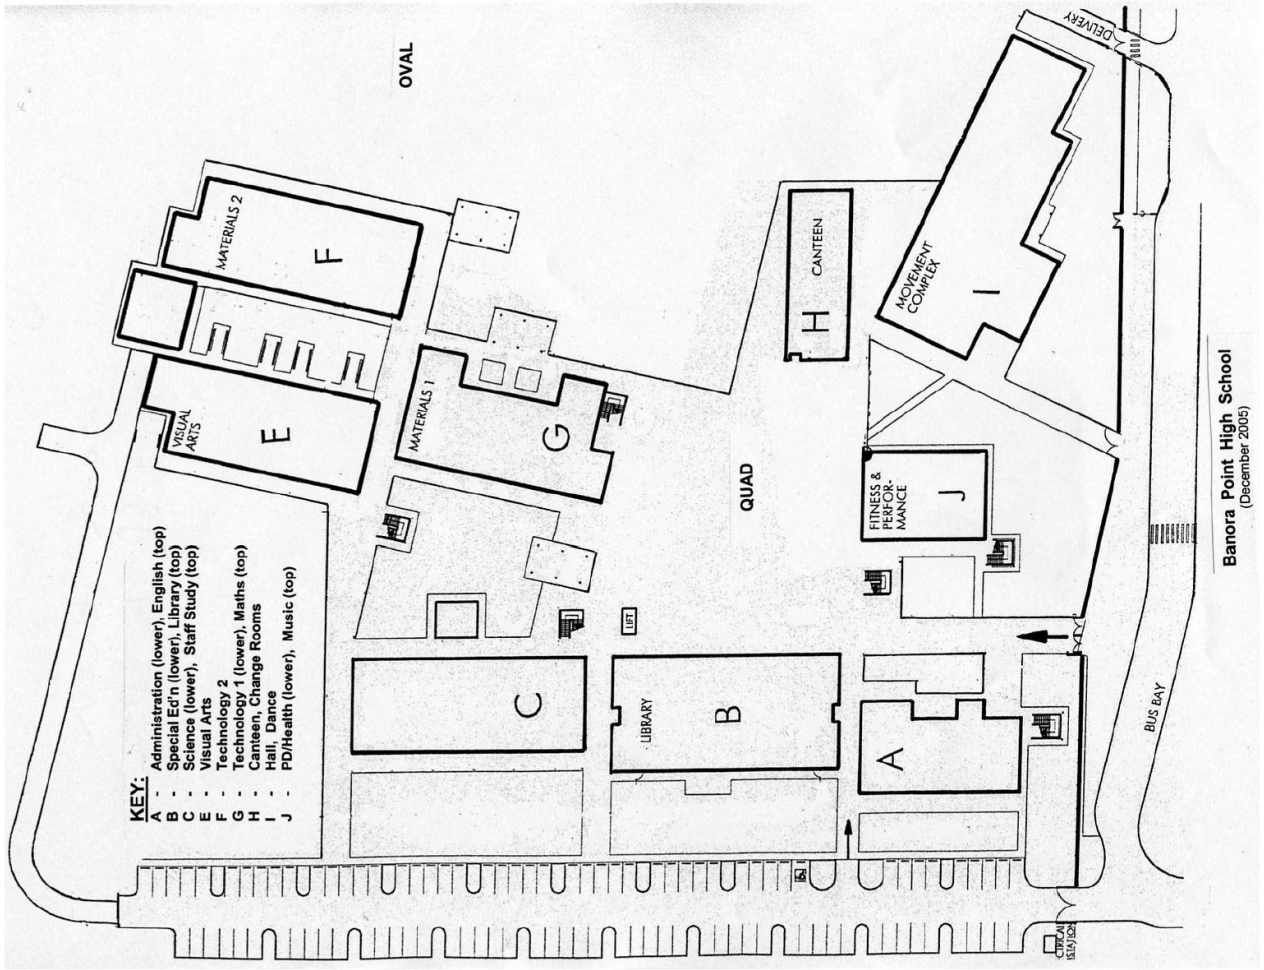 OVAL
DELIVERY
MATERIALS 2
F
CANTEEN
H
MOVEMENT
COMPLEX
I
VISUAL
ARTS
E
MATERIALS 1
G
QUAD
FITNESS &
PERFOR-
MANCE
J
LIFT
C
LIBRARY
B
A
BUS BAY
KEY:
A - Administration (lower), English (top)
B - Special Ed'n (lower), Library (top)
C - Science (lower), Staff Study (top)
E - Visual Arts
F - Technology 2
G - Technology 1 (lower), Maths (top)
H - Canteen, Change Rooms
I - Hall, Dance
J - PD/Health (lower), Music (top)
Banora Point High School
(December 2005)